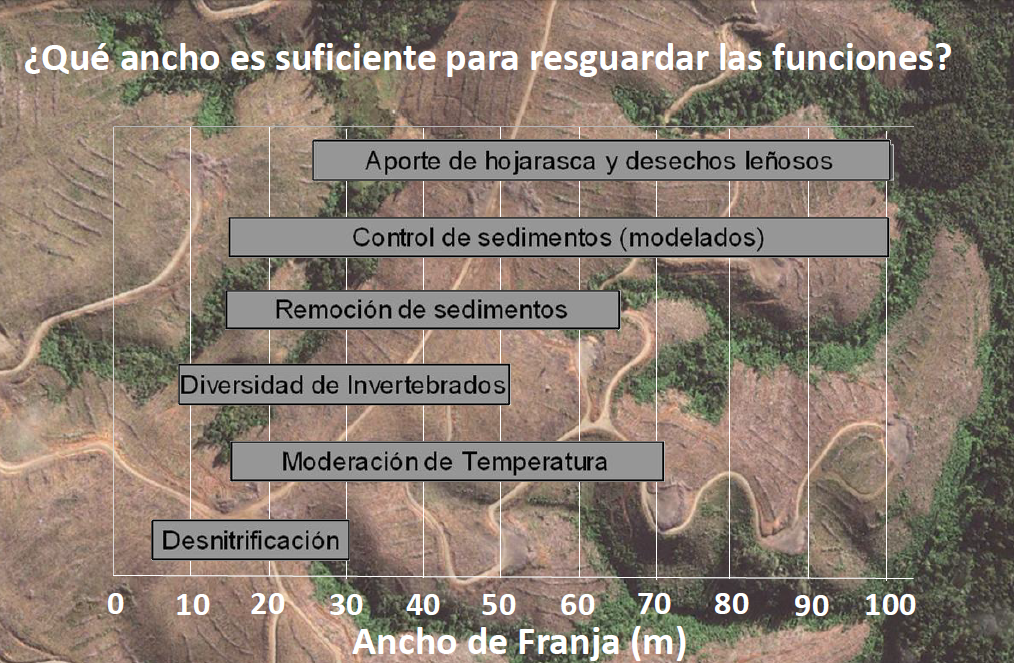 ¿Qué ancho es suficiente para resguardar las funciones?
Aporte de hojarasca y desechos leñosos
Control de sedimentos (modelados)
Remoción de sedimentos
Diversidad de Invertebrados
Moderación de Temperatura
Desnitrificación
0 10 20 30 40 50 60 70 80 90 100
Ancho de Franja (m)